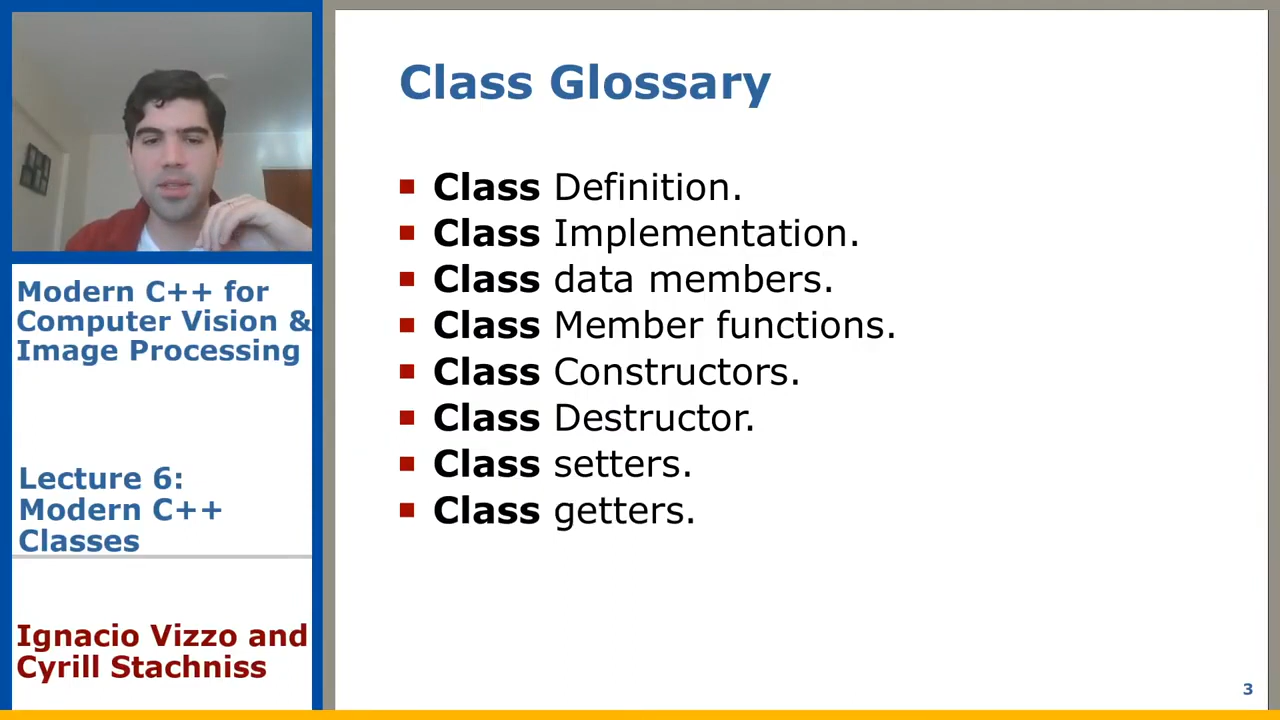 Modern C++ for
Computer Vision &
Image Processing
Lecture 6:
Modern C++
Classes
Ignacio Vizzo and
Cyrill Stachniss
Class Glossary
Class Definition.
Class Implementation.
Class data members.
Class Member functions.
Class Constructors.
Class Destructor.
Class setters.
Class getters.
3